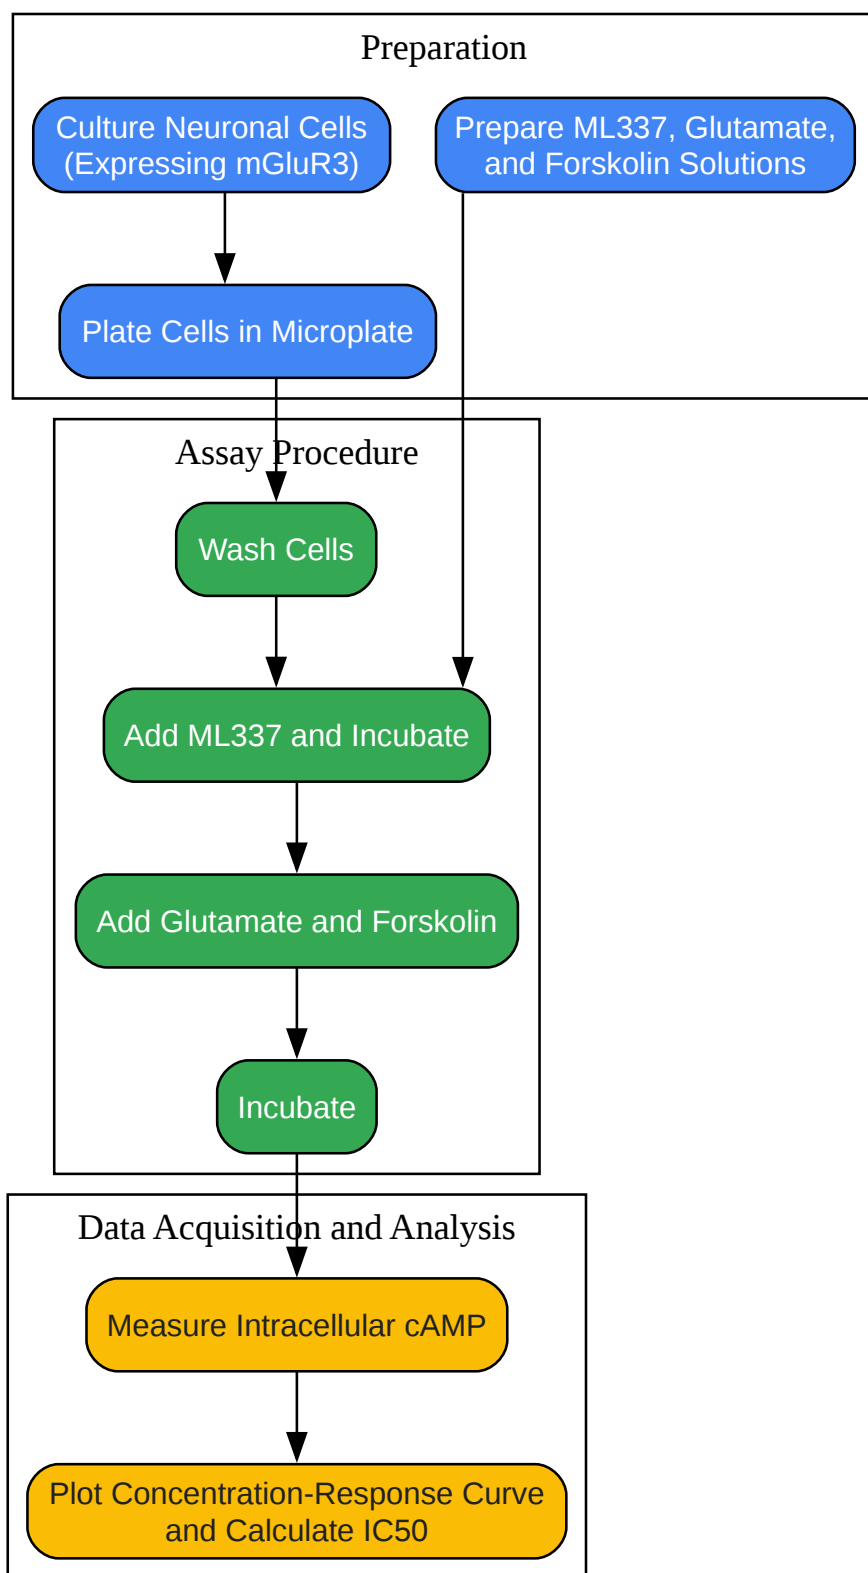 Preparation
Culture Neuronal Cells
(Expressing mGluR3)
Prepare ML337, Glutamate,
and Forskolin Solutions
Plate Cells in Microplate
Assay Procedure
Wash Cells
Add ML337 and Incubate
Add Glutamate and Forskolin
Incubate
Data Acquisition and Analysis
Measure Intracellular cAMP
Plot Concentration-Response Curve
and Calculate IC50